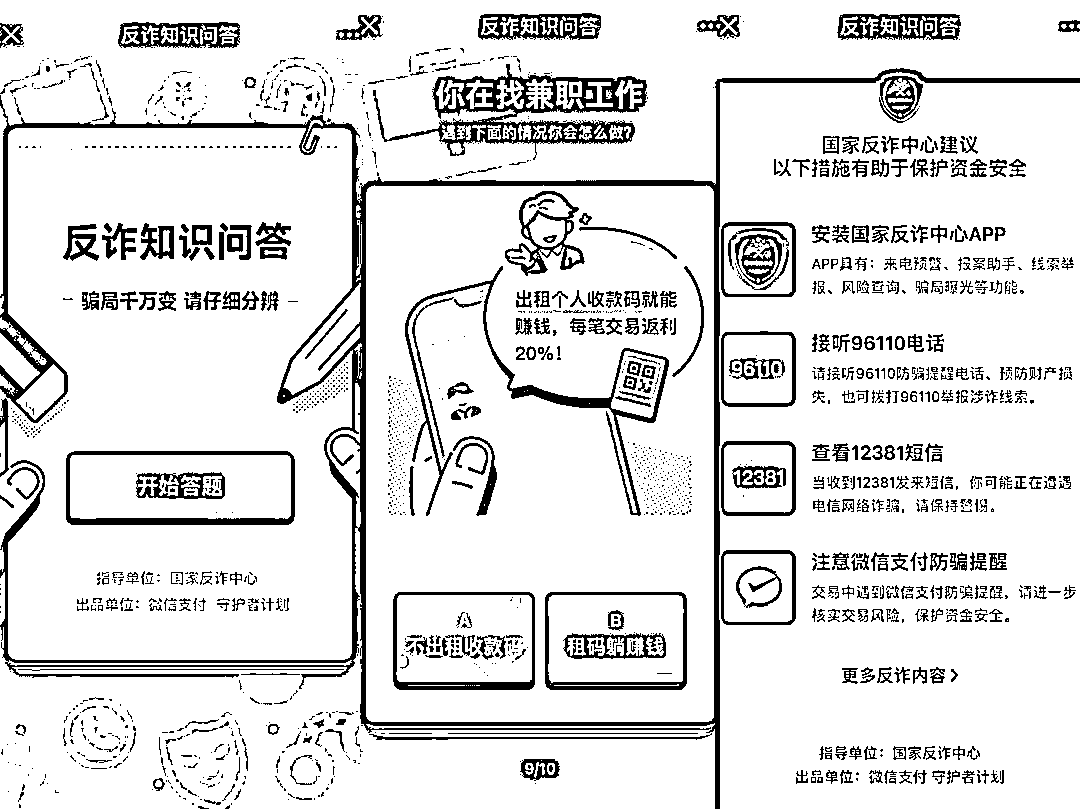 反诈知识问答
反诈知识问答
骗局千万变 请仔细分辨
开始答题
指导单位：国家反诈中心
出品单位：微信支付 守护者计划
反诈知识问答
你在找兼职工作
遇到下面的情况你会怎么做？
出租个人收款码就能
赚钱，每笔交易返利
20%！
A
不出租收款码
B
租码躺赚钱
9/10
反诈知识问答
国家反诈中心建议
以下措施有助于保护资金安全
安装国家反诈中心APP
APP具有：来电预警、报案助手、线索举
报、风险查询、骗局曝光等功能。
96110
接听96110电话
请接听96110防骗提醒电话、预防财产损
失，也可拨打96110举报涉诈线索。
12381
查看12381短信
当收到12381发来短信，你可能正在遭遇
电信网络诈骗，请保持警惕。
注意微信支付防骗提醒
交易中遇到微信支付防骗提醒，请进一步
核实交易风险，保护资金安全。
更多反诈内容
指导单位：国家反诈中心
出品单位：微信支付 守护者计划